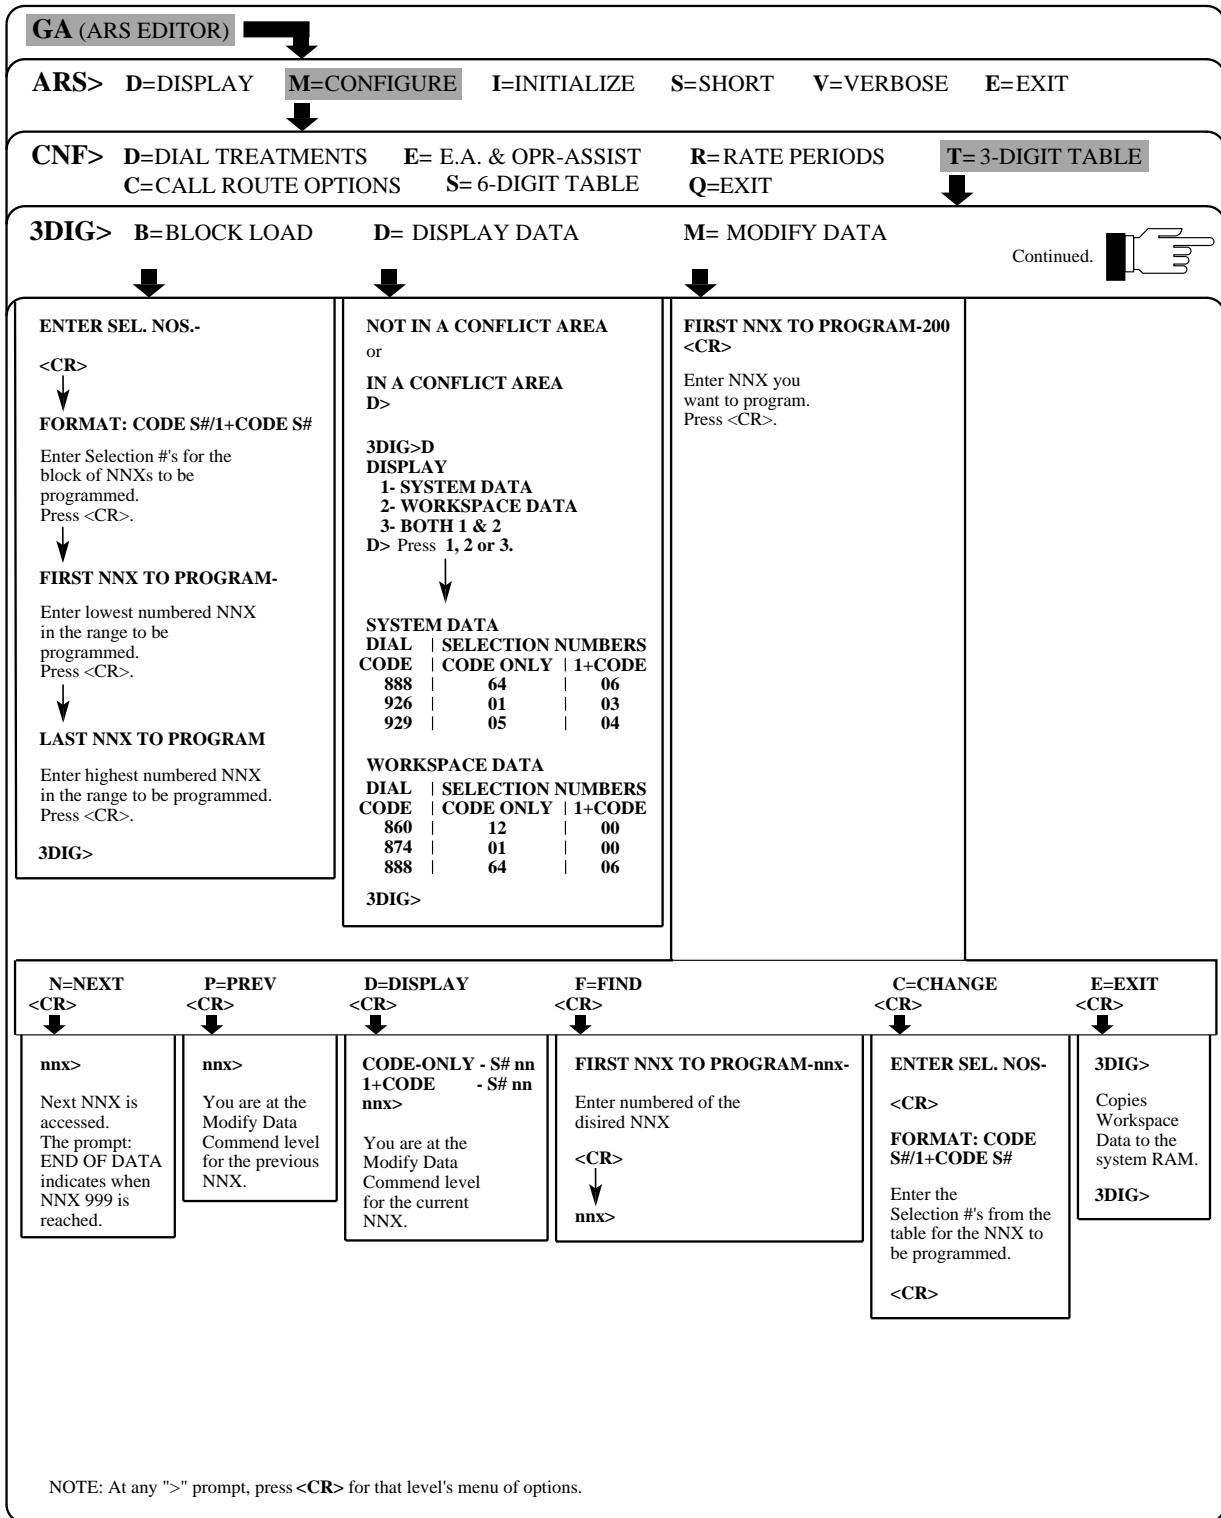 GA (ARS EDITOR)
ARS> D=DISPLAY M=CONFIGURE I=INITIALIZE S=SHORT V=VERBOSE E=EXIT
CNF> D=DIAL TREATMENTS E= E.A. & OPR-ASSIST R=RATE PERIODS T= 3-DIGIT TABLE
C=CALL ROUTE OPTIONS S= 6-DIGIT TABLE Q=EXIT
3DIG> B=BLOCK LOAD D= DISPLAY DATA M= MODIFY DATA
Continued.
ENTER SEL. NOS.-
<CR>
FORMAT: CODE S#/1+CODE S#
Enter Selection #'s for the
block of NNXs to be
programmed.
Press <CR>.
FIRST NNX TO PROGRAM-
Enter lowest numbered NNX
in the range to be
programmed.
Press <CR>.
LAST NNX TO PROGRAM
Enter highest numbered NNX
in the range to be programmed.
Press <CR>.
3DIG>
NOT IN A CONFLICT AREA
or
IN A CONFLICT AREA
D>
3DIG>D
DISPLAY
1- SYSTEM DATA
2- WORKSPACE DATA
3- BOTH 1 & 2
D> Press 1, 2 or 3.
SYSTEM DATA
DIAL | SELECTION NUMBERS
CODE | CODE ONLY | 1+CODE
888 | 64 | 06
926 | 01 | 03
929 | 05 | 04
WORKSPACE DATA
DIAL | SELECTION NUMBERS
CODE | CODE ONLY | 1+CODE
860 | 12 | 00
874 | 01 | 00
888 | 64 | 06
3DIG>
FIRST NNX TO PROGRAM-200
<CR>
Enter NNX you
want to program.
Press <CR>.
N=NEXT
<CR>
nnx>
Next NNX is
accessed.
The prompt:
END OF DATA
indicates when
NNX 999 is
reached.
P=PREV
<CR>
nnx>
You are at the
Modify Data
Commend level
for the previous
NNX.
D=DISPLAY
<CR>
CODE-ONLY - S# nn
1+CODE - S# nn
nnx>
You are at the
Modify Data
Commend level
for the current
NNX.
F=FIND
<CR>
FIRST NNX TO PROGRAM-nnx-
Enter numbered of the
disired NNX
<CR>
nnx>
C=CHANGE
<CR>
ENTER SEL. NOS-
<CR>
FORMAT: CODE
S#/1+CODE S#
Enter the
Selection #'s from the
table for the NNX to
be programmed.
<CR>
E=EXIT
<CR>
3DIG>
Copies
Workspace
Data to the
system RAM.
3DIG>
NOTE: At any ">" prompt, press <CR> for that level's menu of options.